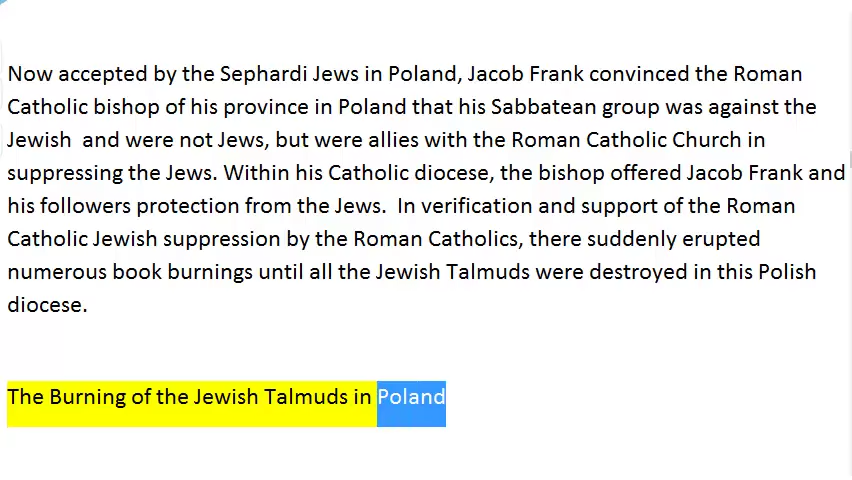 Now accepted by the Sephardi Jews in Poland, Jacob Frank convinced the Roman
Catholic bishop of his province in Poland that his Sabbatean group was against the
Jewish  and were not Jews, but were allies with the Roman Catholic Church in
suppressing the Jews. Within his Catholic diocese, the bishop offered Jacob Frank and
his followers protection from the Jews.  In verification and support of the Roman
Catholic Jewish suppression by the Roman Catholics, there suddenly erupted
numerous book burnings until all the Jewish Talmuds were destroyed in this Polish
diocese.
The Burning of the Jewish Talmuds in Poland